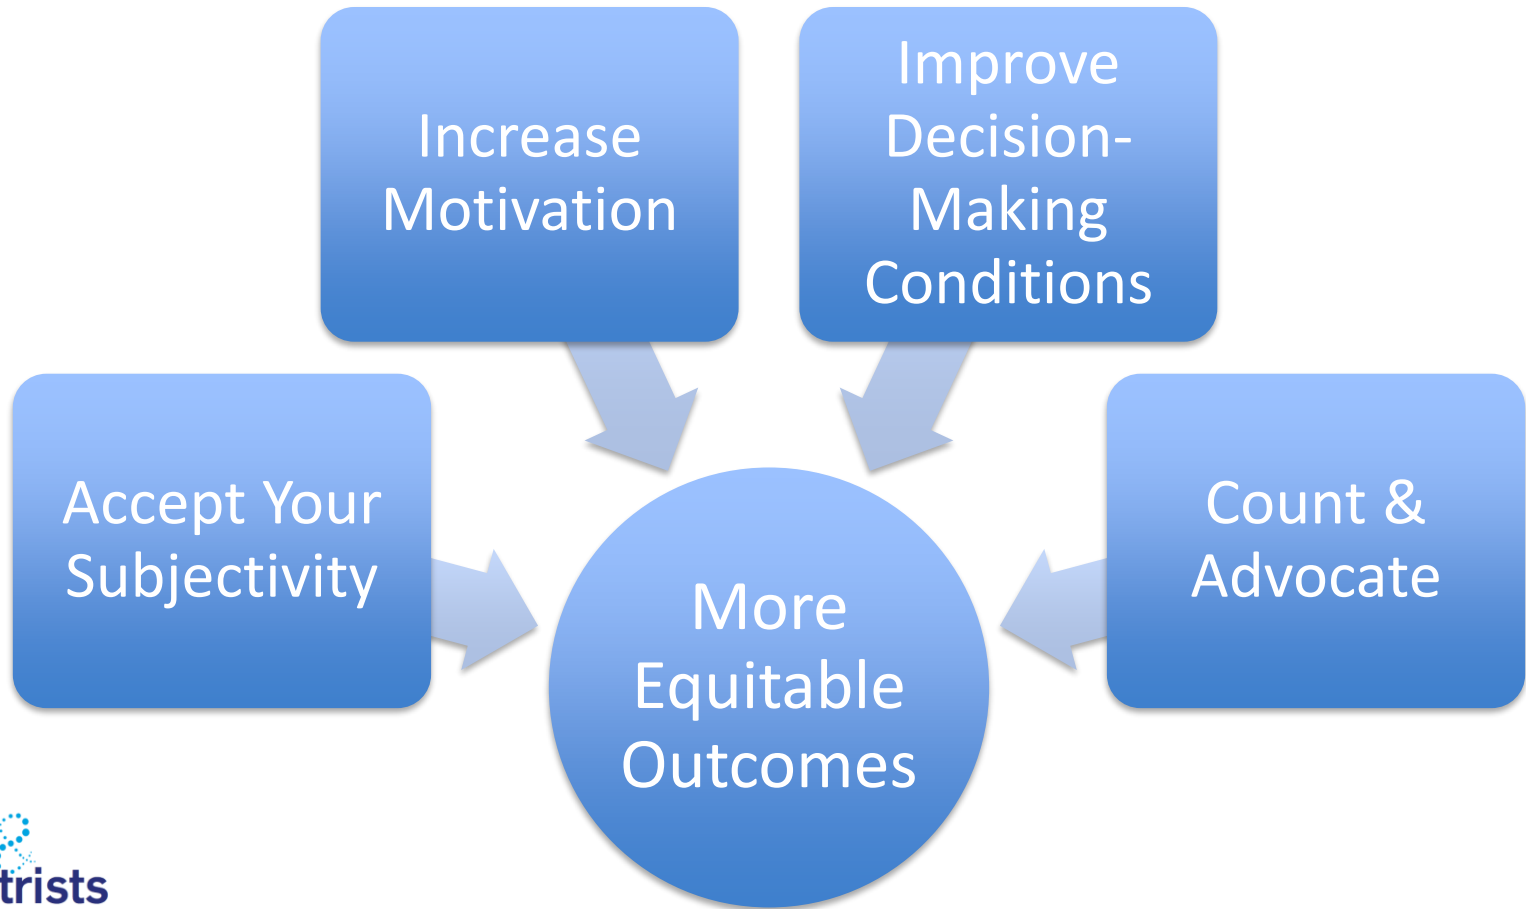 Increase
Motivation
Improve
Decision-
Making
Conditions
Accept Your
Subjectivity
Count &
Advocate
More
Equitable
Outcomes
trists